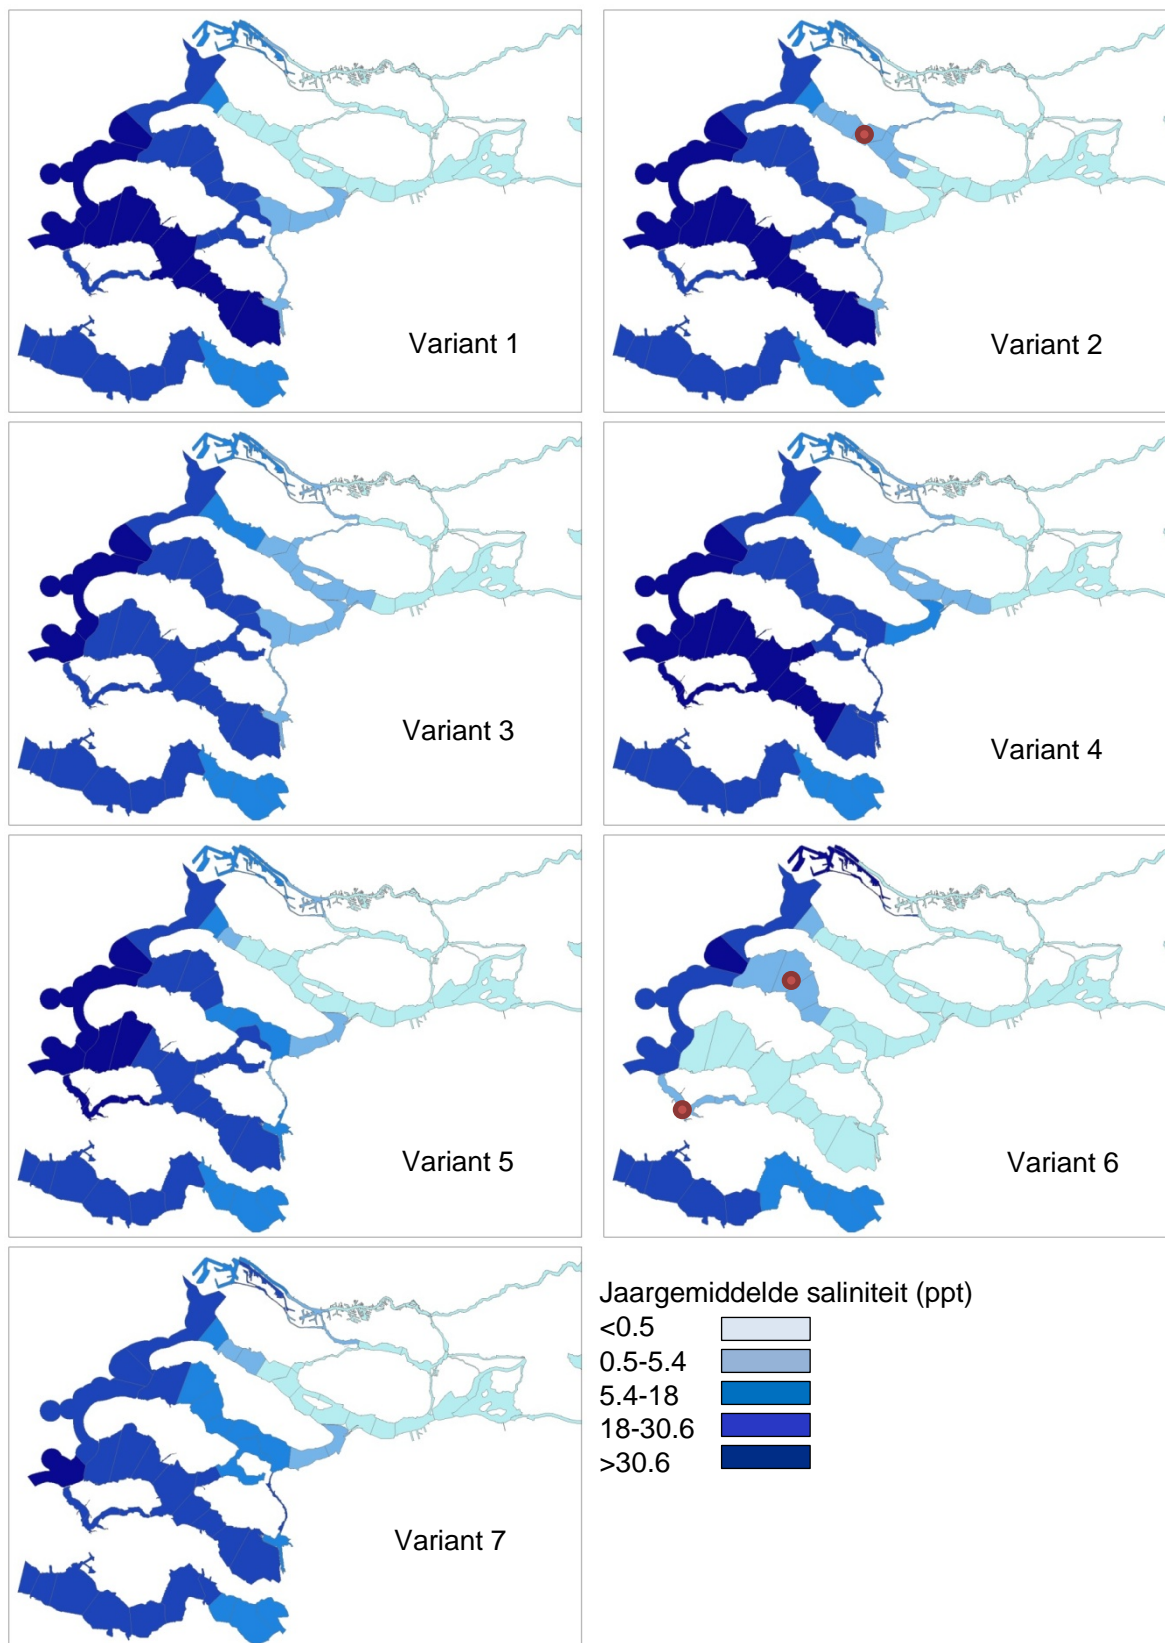 Variant 1
Variant 2
Variant 3
Variant 4
Variant 5
Variant 6
Variant 7
Jaargemiddelde saliniteit (ppt)
<0.5
0.5-5.4
5.4-18
18-30.6
>30.6